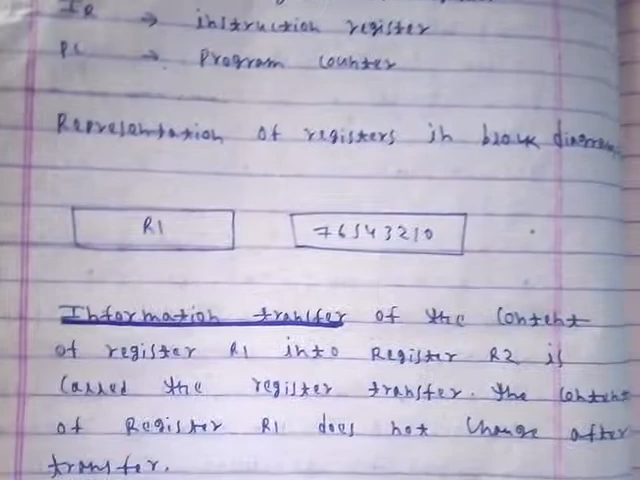 IR → instruction register
PC → Program counter
Representation of registers in block diagram
R1 76543210
Information transfer of the content
of register R1 into Register R2 is
Called the register transfer. The content
of Register R1 does not change after
transfer.